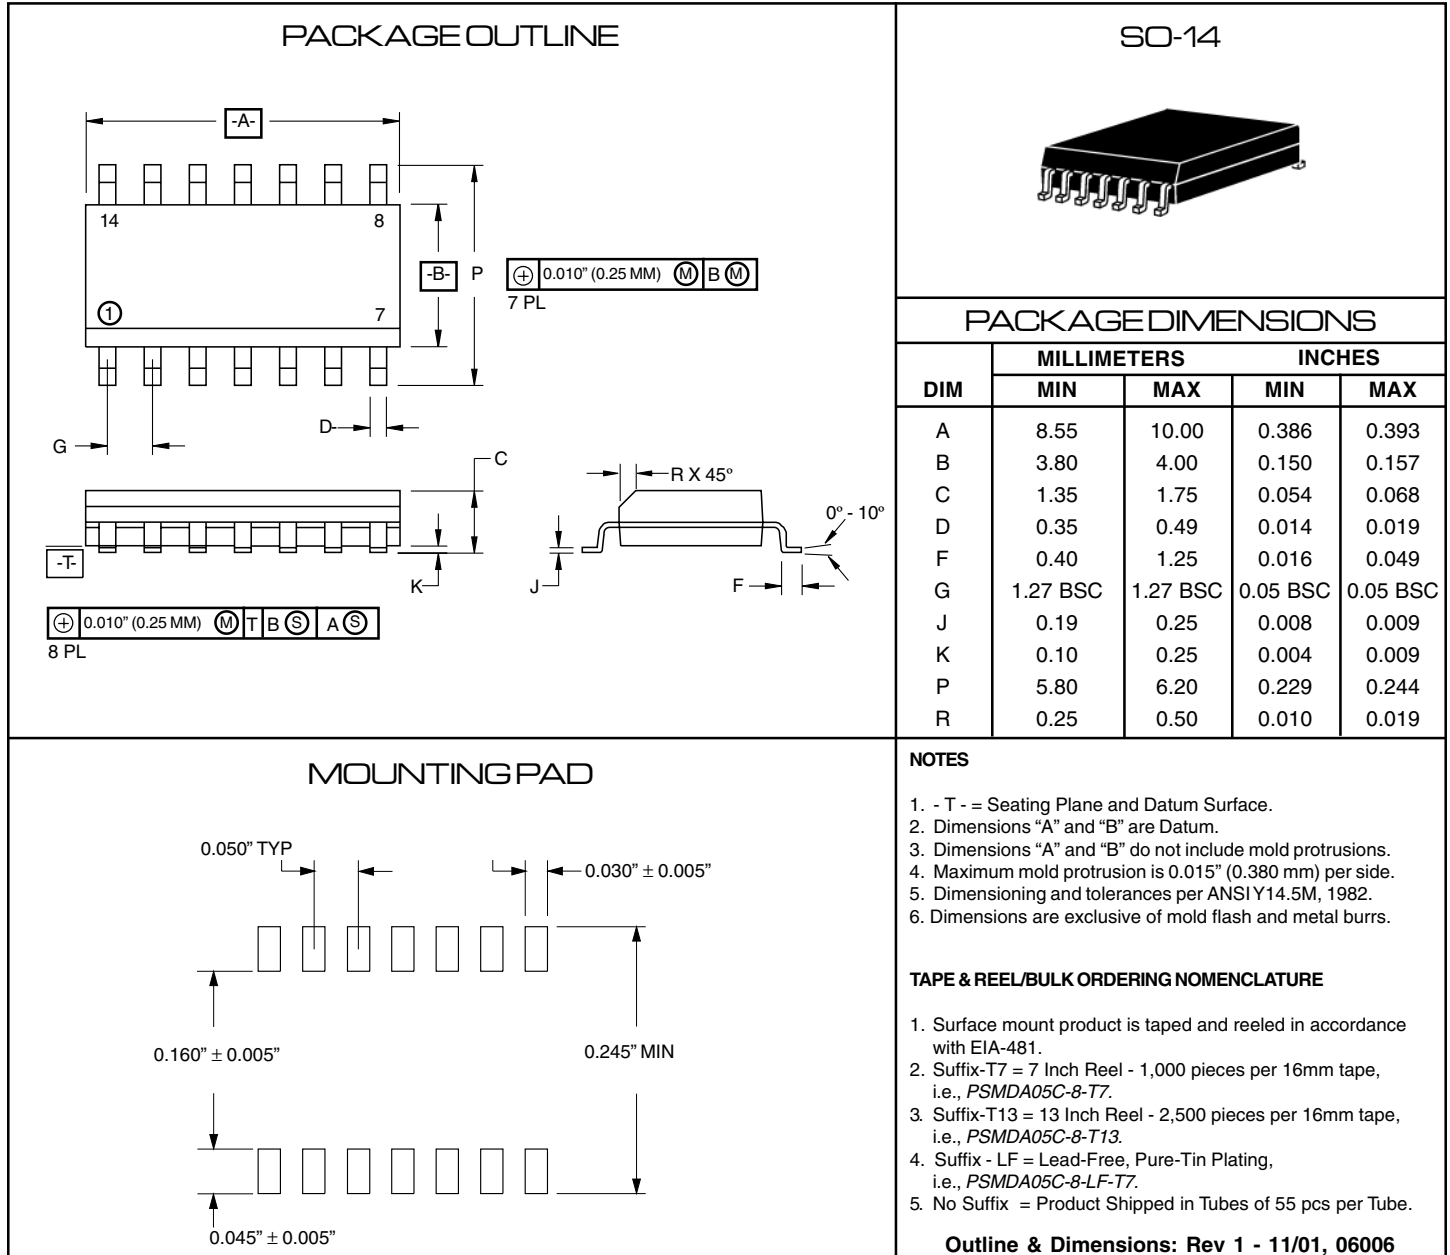 PACKAGE OUTLINE
-A-
14
8
1
7
-B-
P
⊕ 0.010” (0.25 MM) Ⓜ B Ⓜ
7 PL
D
G
C
-T-
K
⊕ 0.010” (0.25 MM) Ⓜ T B Ⓢ A Ⓢ
8 PL
R X 45º
0º - 10º
J
F
SO-14
PACKAGE DIMENSIONS
MILLIMETERS INCHES
DIM MIN MAX MIN MAX
A 8.55 10.00 0.386 0.393
B 3.80 4.00 0.150 0.157
C 1.35 1.75 0.054 0.068
D 0.35 0.49 0.014 0.019
F 0.40 1.25 0.016 0.049
G 1.27 BSC 1.27 BSC 0.05 BSC 0.05 BSC
J 0.19 0.25 0.008 0.009
K 0.10 0.25 0.004 0.009
P 5.80 6.20 0.229 0.244
R 0.25 0.50 0.010 0.019
MOUNTING PAD
0.050” TYP
0.030” ± 0.005”
0.160” ± 0.005”
0.245” MIN
0.045” ± 0.005”
NOTES
1. - T - = Seating Plane and Datum Surface.
2. Dimensions “A” and “B” are Datum.
3. Dimensions “A” and “B” do not include mold protrusions.
4. Maximum mold protrusion is 0.015” (0.380 mm) per side.
5. Dimensioning and tolerances per ANSI Y14.5M, 1982.
6. Dimensions are exclusive of mold flash and metal burrs.
TAPE & REEL/BULK ORDERING NOMENCLATURE
1. Surface mount product is taped and reeled in accordance
with EIA-481.
2. Suffix-T7 = 7 Inch Reel - 1,000 pieces per 16mm tape,
i.e., PSMDA05C-8-T7.
3. Suffix-T13 = 13 Inch Reel - 2,500 pieces per 16mm tape,
i.e., PSMDA05C-8-T13.
4. Suffix - LF = Lead-Free, Pure-Tin Plating,
i.e., PSMDA05C-8-LF-T7.
5. No Suffix = Product Shipped in Tubes of 55 pcs per Tube.
Outline & Dimensions: Rev 1 - 11/01, 06006